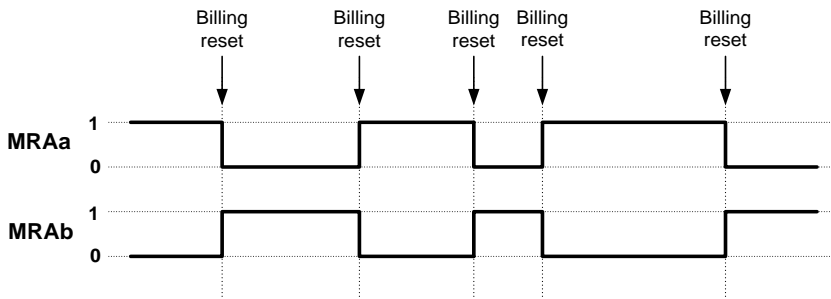 Billing reset
Billing reset
Billing reset
Billing reset
Billing reset
1
MRAa
0
1
MRAb
0